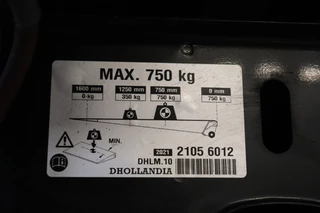 MAX. 750 kg
1600 mm 1250 mm 750 mm 0 mm
0 kg 350 kg 750 kg 750 kg
MIN.
2021 2105 6012
DHLM.10
DHOLLANDIA